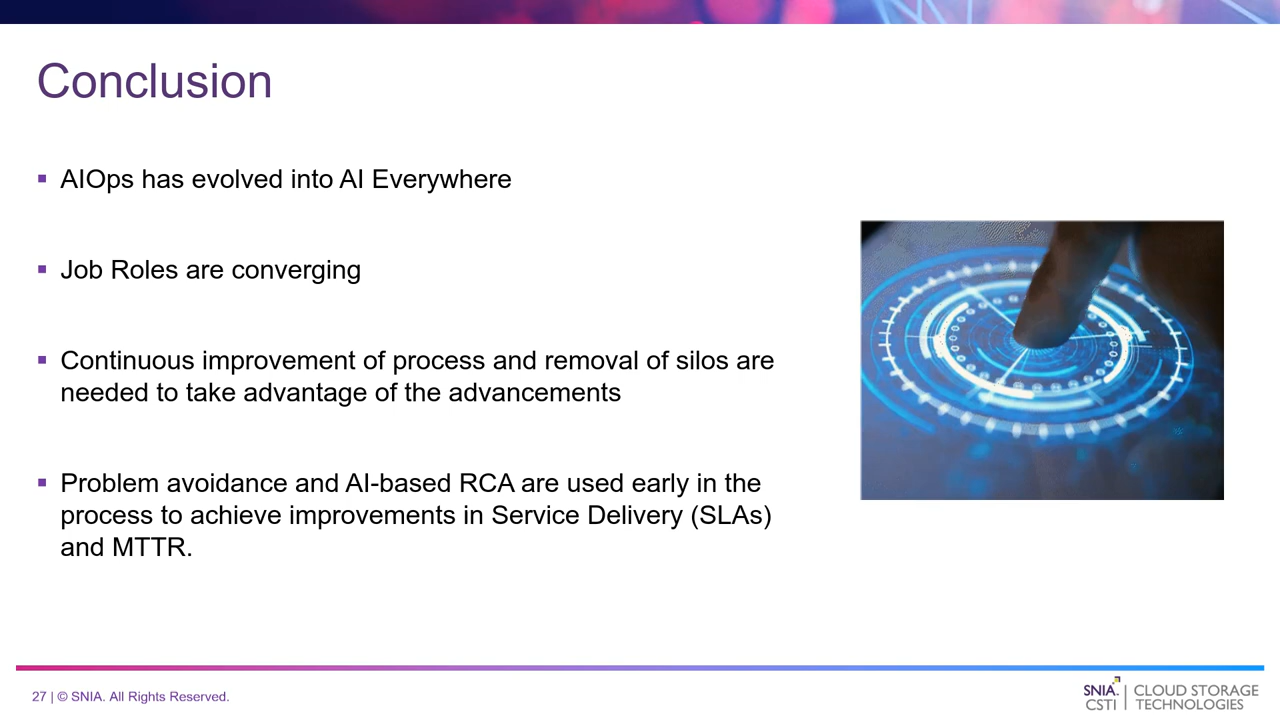 Conclusion
▪ AIOps has evolved into AI Everywhere
▪ Job Roles are converging
▪ Continuous improvement of process and removal of silos are
needed to take advantage of the advancements
▪ Problem avoidance and AI-based RCA are used early in the
process to achieve improvements in Service Delivery (SLAs)
and MTTR.
27 | © SNIA. All Rights Reserved.
SNIA. | CLOUD STORAGE
CSTI | TECHNOLOGIES